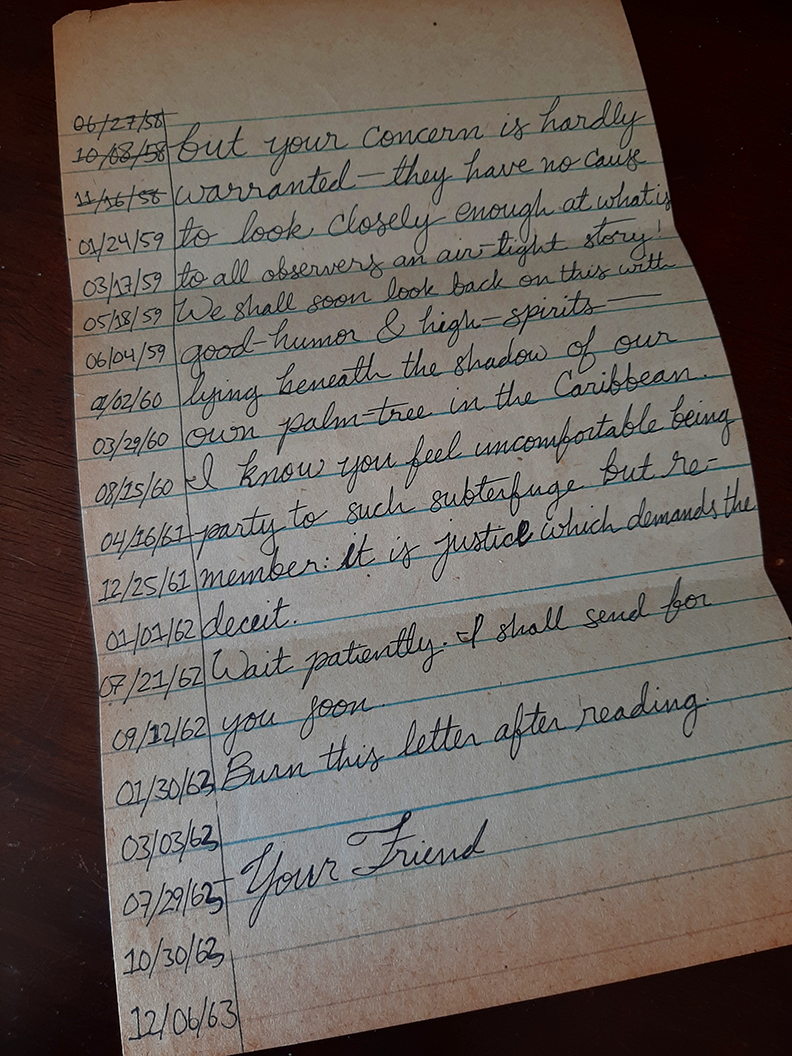 06/27/58
10/08/58 but your concern is hardly
11/16/58 warranted—they have no cause
01/24/59 to look closely enough at what is
03/17/59 to all observers an air-tight story!
05/18/59 We shall soon look back on this with
06/04/59 good-humor & high-spirits—
/02/60 lying beneath the shadow of our
03/29/60 own palm-tree in the Caribbean.
08/15/60 I know you feel uncomfortable being
04/16/61 party to such subterfuge but re-
12/25/61 member: it is justice which demands the
01/01/62 deceit.
07/21/62 Wait patiently. I shall send for
09/12/62 you soon.
01/30/63 Burn this letter after reading.
03/03/63
07/29/63 — Your Friend
10/30/63
12/06/63